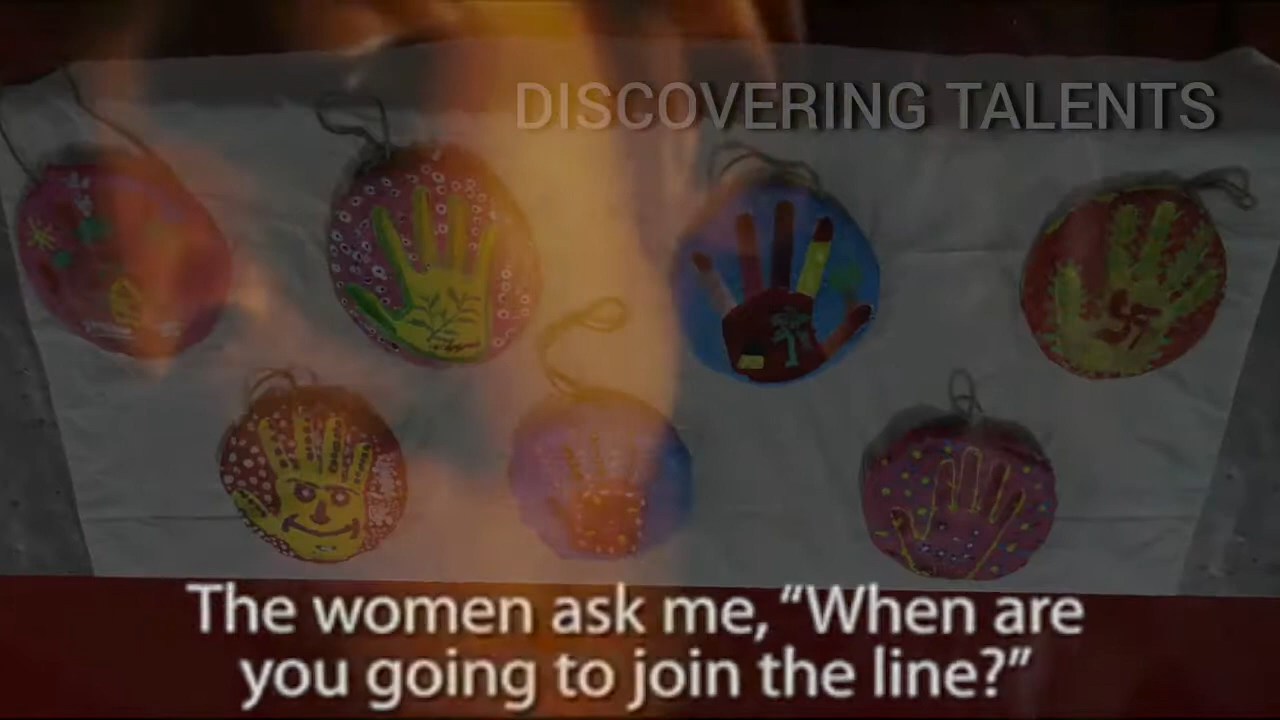 DISCOVERING TALENTS
The women ask me, “When are
you going to join the line?”